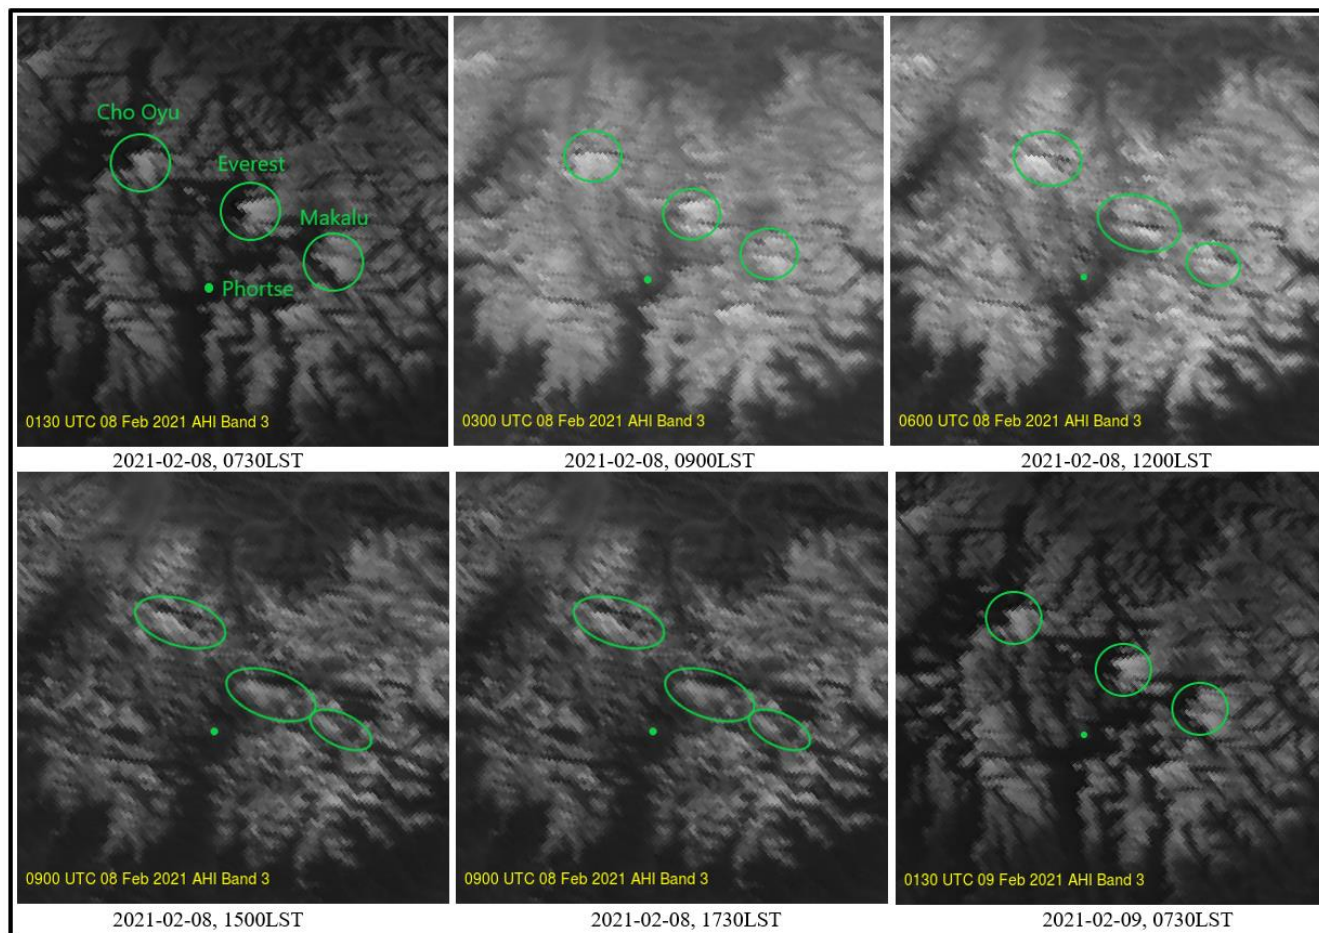 Cho Oyu
Everest
Makalu
Phortse
0130 UTC 08 Feb 2021 AHI Band 3
0300 UTC 08 Feb 2021 AHI Band 3
0600 UTC 08 Feb 2021 AHI Band 3
2021-02-08, 0730LST
2021-02-08, 0900LST
2021-02-08, 1200LST
0900 UTC 08 Feb 2021 AHI Band 3
0900 UTC 08 Feb 2021 AHI Band 3
0130 UTC 09 Feb 2021 AHI Band 3
2021-02-08, 1500LST
2021-02-08, 1730LST
2021-02-09, 0730LST